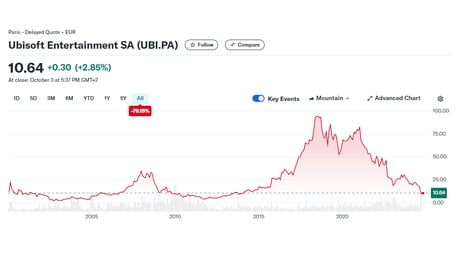 Paris - Delayed Quote • EUR
Ubisoft Entertainment SA (UBI.PA)
Follow
Compare
10.64 +0.30 (+2.85%)
At close: October 3 at 5:37 PM GMT+2
1D 5D 3M 6M YTD 1Y 5Y All
-79.19%
Key Events
Mountain
Advanced Chart
100.00
75.00
50.00
25.00
10.64
0.00
2005 2010 2015 2020